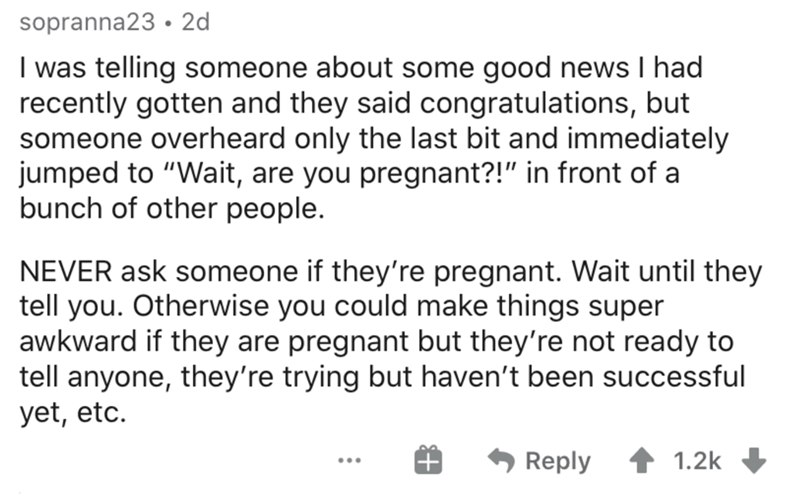 sopranna23 • 2d
I was telling someone about some good news I had
recently gotten and they said congratulations, but
someone overheard only the last bit and immediately
jumped to “Wait, are you pregnant?!” in front of a
bunch of other people.
NEVER ask someone if they’re pregnant. Wait until they
tell you. Otherwise you could make things super
awkward if they are pregnant but they’re not ready to
tell anyone, they’re trying but haven’t been successful
yet, etc.
... Reply 1.2k